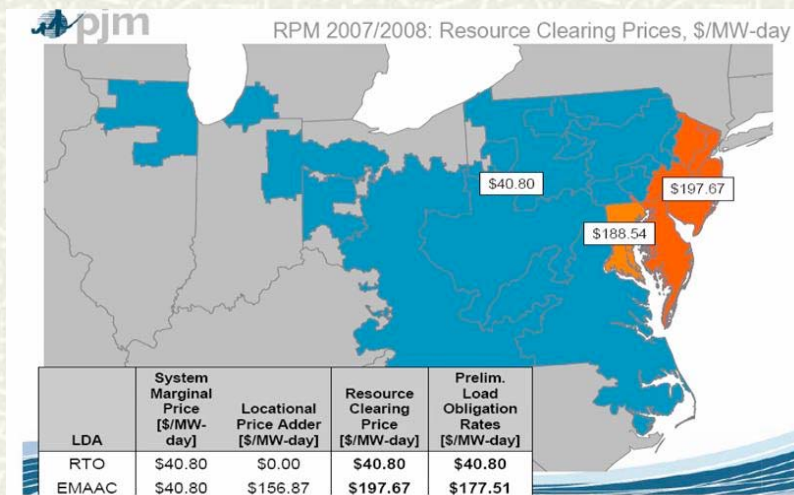 pjm
RPM 2007/2008: Resource Clearing Prices, $/MW-day
$40.80
$197.67
$188.54
LDA
System
Marginal
Price
[$/MW-
day]
Locational
Price Adder
[$/MW-day]
Resource
Clearing
Price
[$/MW-day]
Prelim.
Load
Obligation
Rates
[$/MW-day]
RTO $40.80 $0.00 $40.80 $40.80
EMAAC $40.80 $156.87 $197.67 $177.51